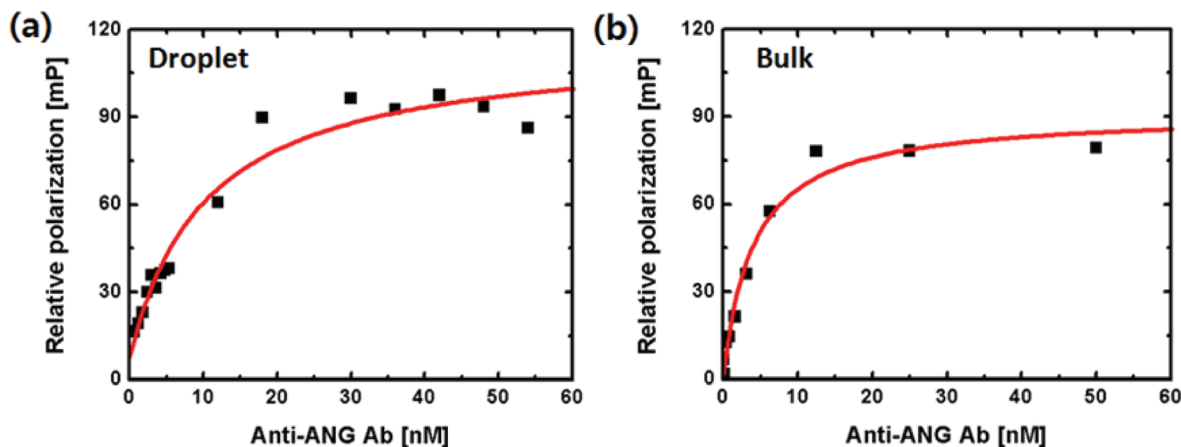 (a)
Droplet
Relative polarization [mP]
120
90
60
30
0
0 10 20 30 40 50 60
Anti-ANG Ab [nM]
(b)
Bulk
Relative polarization [mP]
120
90
60
30
0
0 10 20 30 40 50 60
Anti-ANG Ab [nM]